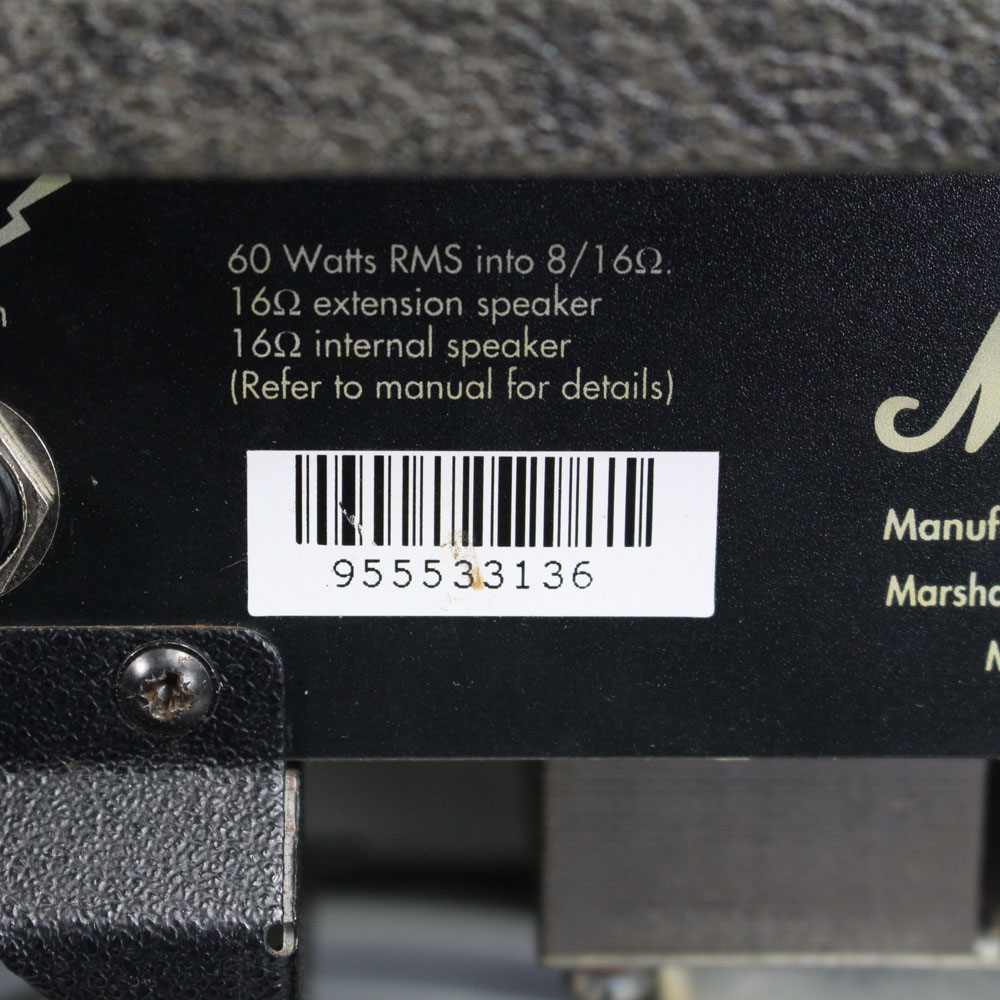 60 Watts RMS into 8/16Ω.
16Ω extension speaker
16Ω internal speaker
(Refer to manual for details)
955533136